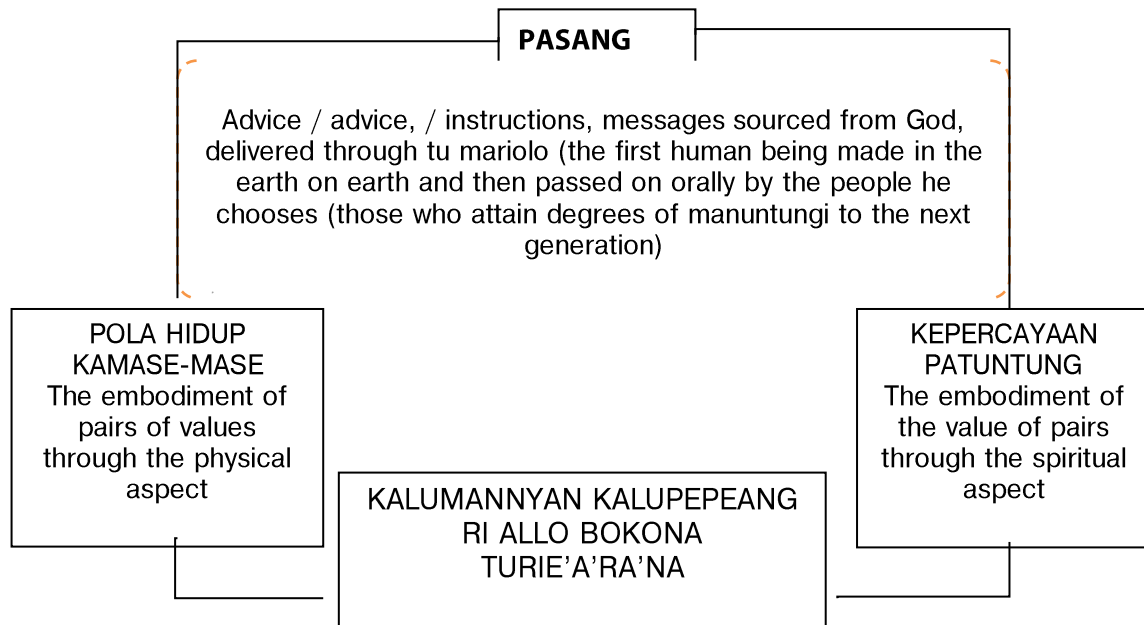 PASANG
Advice / advice, / instructions, messages sourced from God,
delivered through tu mariolo (the first human being made in the
earth on earth and then passed on orally by the people he
chooses (those who attain degrees of manuntungi to the next
generation)
POLA HIDUP
KAMASE-MASE
The embodiment of
pairs of values
through the physical
aspect
KEPERCAYAAN
PATUNTUNG
The embodiment of
the value of pairs
through the spiritual
aspect
KALUMANNYAN KALUPEPEANG
RI ALLO BOKONA
TURIE’A’RA’NA